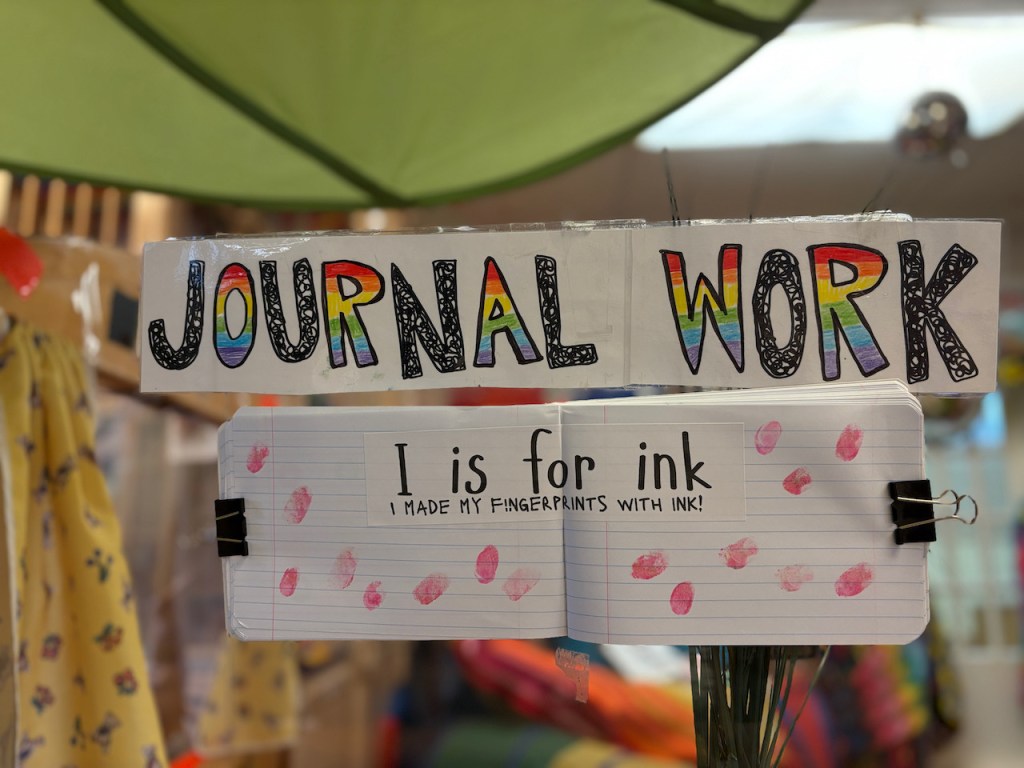 JOURNAL WORK
I is for ink
I MADE MY FINGERPRINTS WITH INK!